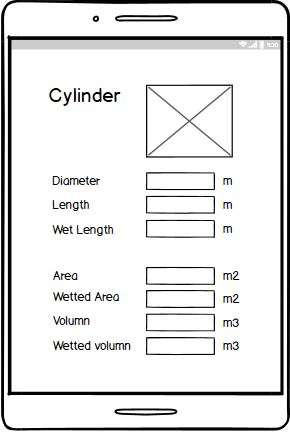 Cylinder
Diameter m
Length m
Wet Length m
Area m2
Wetted Area m2
Volumn m3
Wetted volumn m3